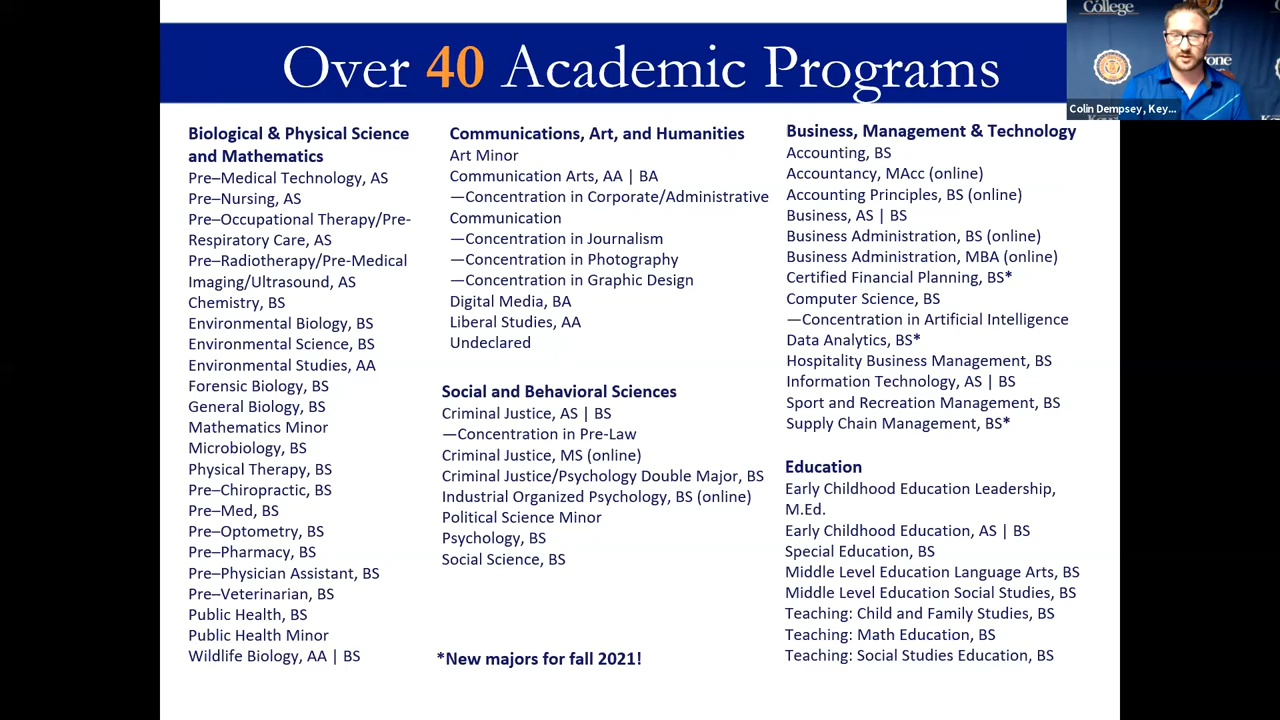 Over 40 Academic Programs
College
Colin Dempsey, Key...
Biological & Physical Science
and Mathematics
Pre–Medical Technology, AS
Pre–Nursing, AS
Pre–Occupational Therapy/Pre-
Respiratory Care, AS
Pre–Radiotherapy/Pre-Medical
Imaging/Ultrasound, AS
Chemistry, BS
Environmental Biology, BS
Environmental Science, BS
Environmental Studies, AA
Forensic Biology, BS
General Biology, BS
Mathematics Minor
Microbiology, BS
Physical Therapy, BS
Pre–Chiropractic, BS
Pre–Med, BS
Pre–Optometry, BS
Pre–Pharmacy, BS
Pre–Physician Assistant, BS
Pre–Veterinarian, BS
Public Health, BS
Public Health Minor
Wildlife Biology, AA | BS
Communications, Art, and Humanities
Art Minor
Communication Arts, AA | BA
—Concentration in Corporate/Administrative
Communication
—Concentration in Journalism
—Concentration in Photography
—Concentration in Graphic Design
Digital Media, BA
Liberal Studies, AA
Undeclared
Social and Behavioral Sciences
Criminal Justice, AS | BS
—Concentration in Pre-Law
Criminal Justice, MS (online)
Criminal Justice/Psychology Double Major, BS
Industrial Organized Psychology, BS (online)
Political Science Minor
Psychology, BS
Social Science, BS
*New majors for fall 2021!
Business, Management & Technology
Accounting, BS
Accountancy, MAcc (online)
Accounting Principles, BS (online)
Business, AS | BS
Business Administration, BS (online)
Business Administration, MBA (online)
Certified Financial Planning, BS*
Computer Science, BS
—Concentration in Artificial Intelligence
Data Analytics, BS*
Hospitality Business Management, BS
Information Technology, AS | BS
Sport and Recreation Management, BS
Supply Chain Management, BS*
Education
Early Childhood Education Leadership,
M.Ed.
Early Childhood Education, AS | BS
Special Education, BS
Middle Level Education Language Arts, BS
Middle Level Education Social Studies, BS
Teaching: Child and Family Studies, BS
Teaching: Math Education, BS
Teaching: Social Studies Education, BS